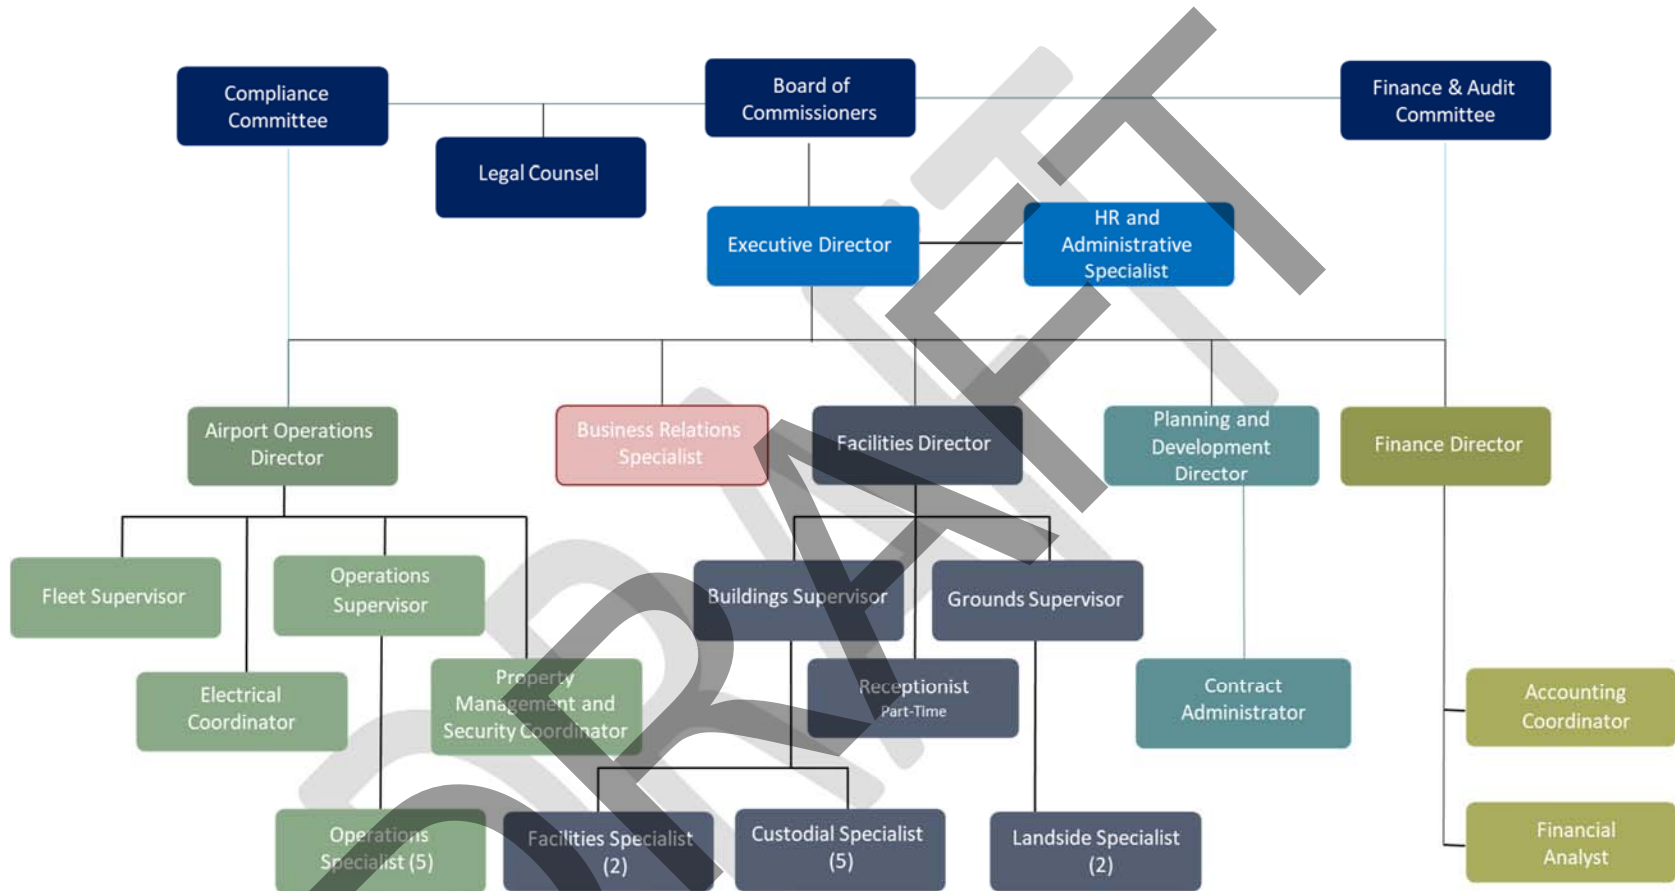 Compliance
Committee
Board of
Commissioners
Finance & Audit
Committee
Legal Counsel
Executive Director
HR and
Administrative
Specialist
Airport Operations
Director
Business Relations
Specialist
Facilities Director
Planning and
Development
Director
Finance Director
Fleet Supervisor
Operations
Supervisor
Buildings Supervisor
Grounds Supervisor
Electrical
Coordinator
Property
Management and
Security Coordinator
Receptionist
Part-Time
Contract
Administrator
Accounting
Coordinator
Operations
Specialist (5)
Facilities Specialist
(2)
Custodial Specialist
(5)
Landside Specialist
(2)
Financial
Analyst
DRAFT
DRAFT